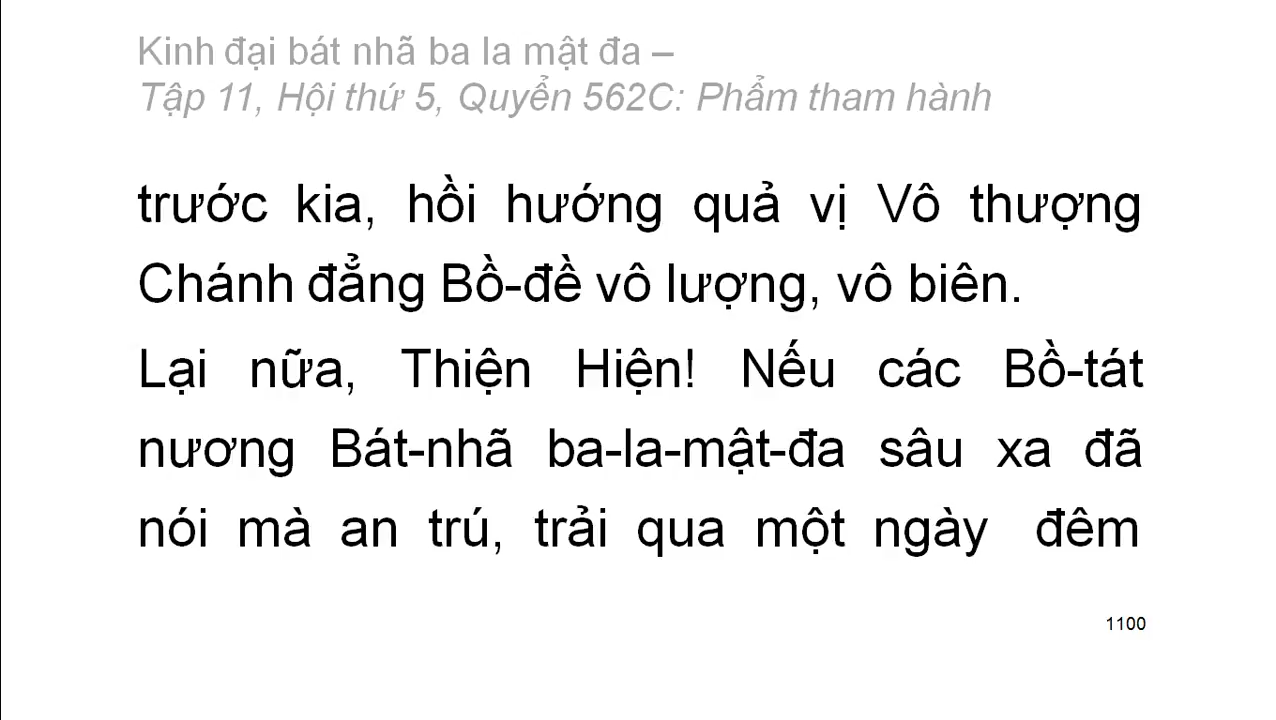 Kinh đại bát nhã ba la mật đa –
Tập 11, Hội thứ 5, Quyển 562C: Phẩm tham hành
trước kia, hồi hướng quả vị Vô thượng
Chánh đẳng Bồ-đề vô lượng, vô biên.
Lại nữa, Thiện Hiện! Nếu các Bồ-tát
nương Bát-nhã ba-la-mật-đa sâu xa đã
nói mà an trú, trải qua một ngày đêm
1100